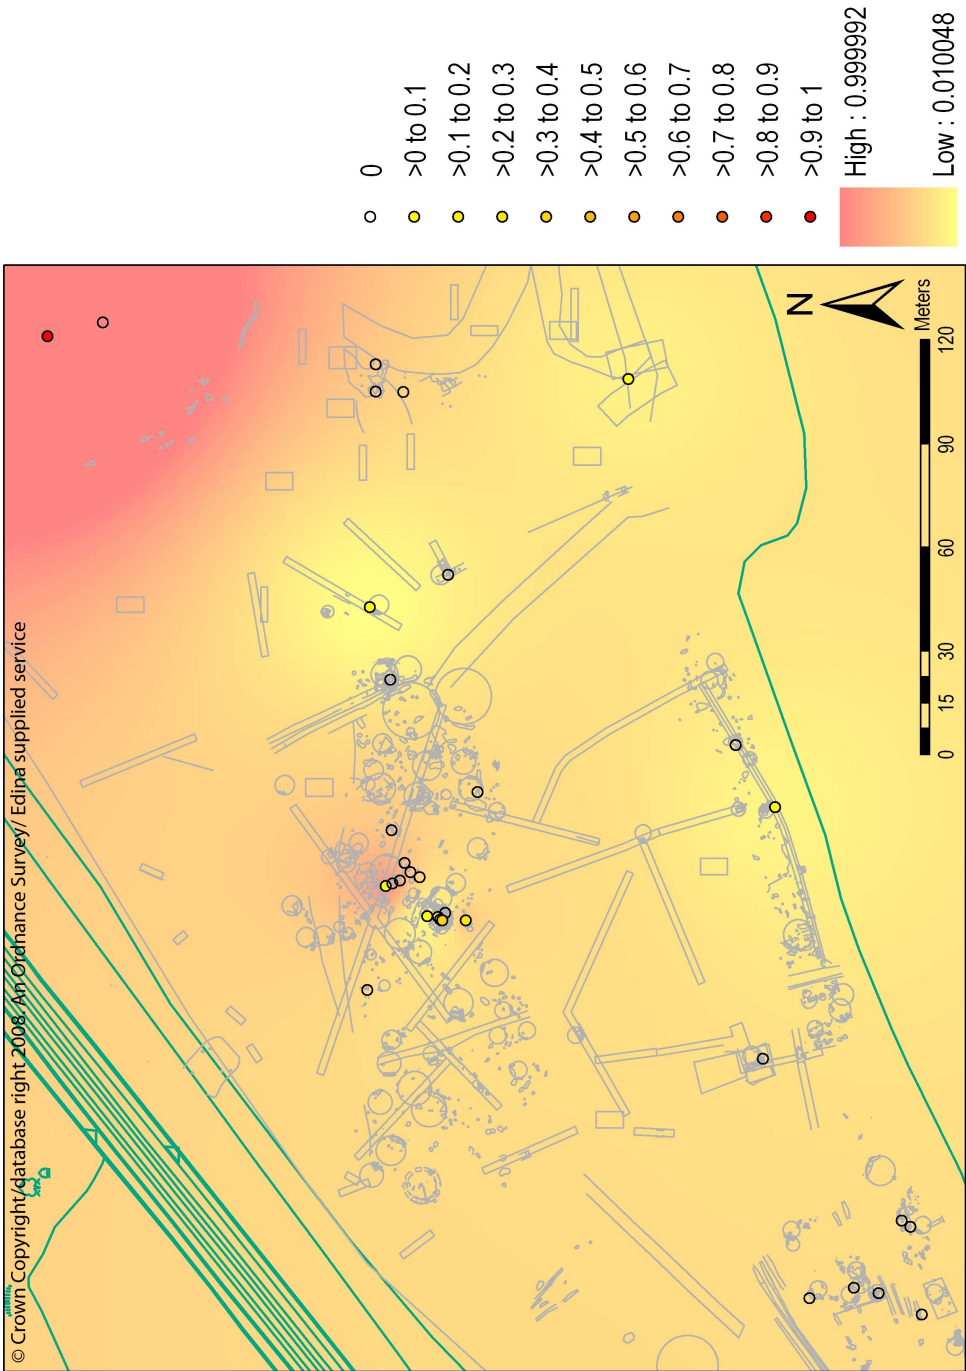 © Crown Copyright/database right 2008. An Ordnance Survey/ Edina supplied service
0
>0 to 0.1
>0.1 to 0.2
>0.2 to 0.3
>0.3 to 0.4
>0.4 to 0.5
>0.5 to 0.6
>0.6 to 0.7
>0.7 to 0.8
>0.8 to 0.9
>0.9 to 1
High : 0.999992
Low : 0.010048
N
Meters
0 15 30 60 90 120